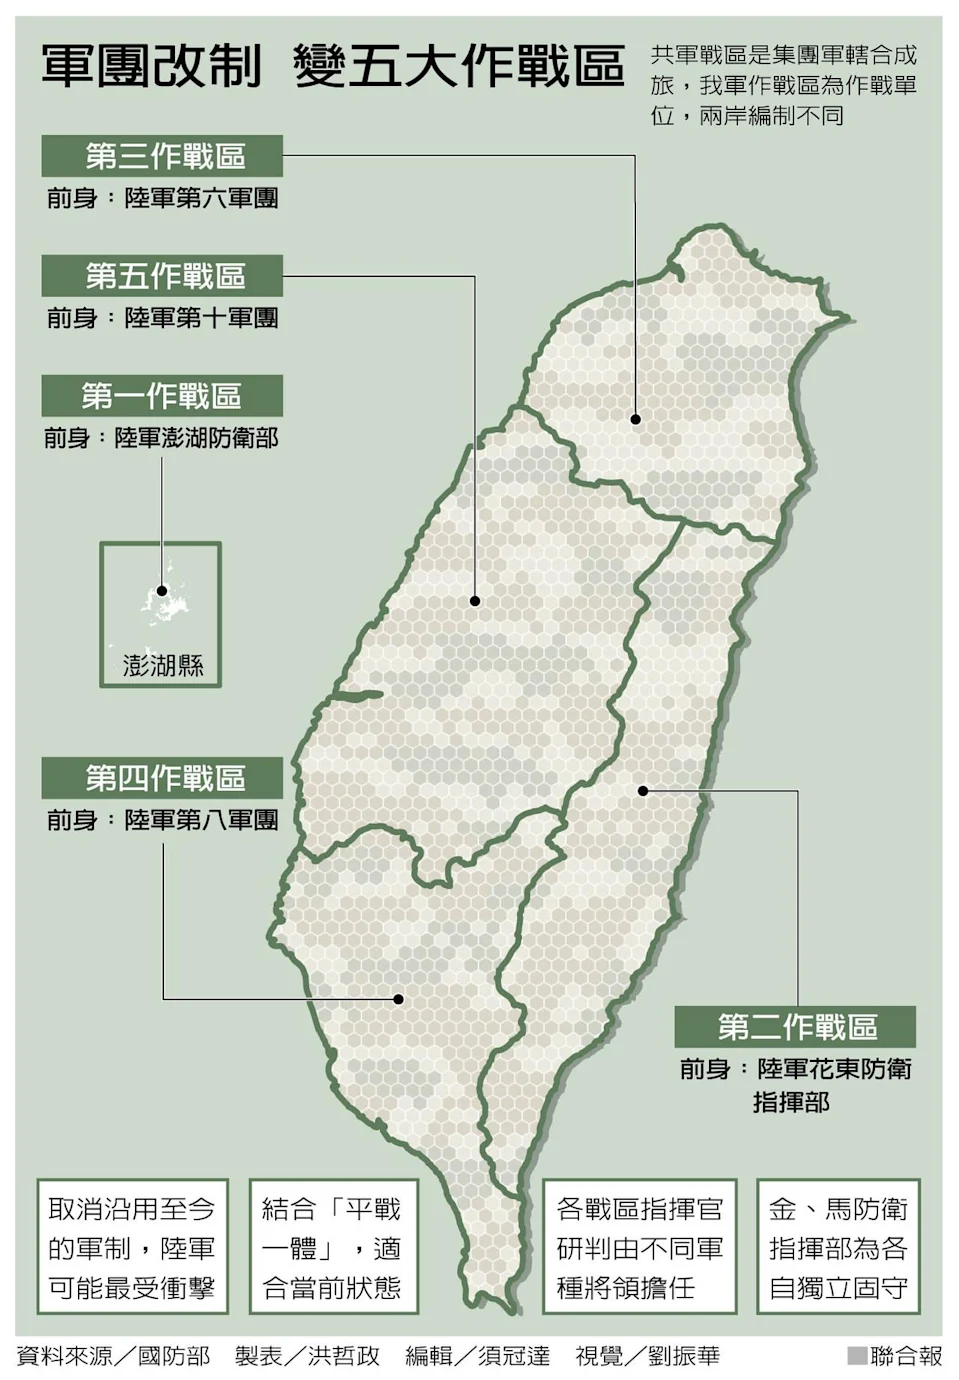 軍團改制 變五大作戰區
共軍戰區是集團軍轄合成
旅，我軍作戰區為作戰單
位，兩岸編制不同
第三作戰區
前身：陸軍第六軍團
第五作戰區
前身：陸軍第十軍團
第一作戰區
前身：陸軍澎湖防衛部
澎湖縣
第四作戰區
前身：陸軍第八軍團
第二作戰區
前身：陸軍花東防衛
指揮部
取消沿用至今
的軍制，陸軍
可能最受衝擊
結合「平戰
一體」，適
合當前狀態
各戰區指揮官
研判由不同軍
種將領擔任
金、馬防衛
指揮部為各
自獨立固守
資料來源／國防部 製表／洪哲政 編輯／須冠達 視覺／劉振華 聯合報